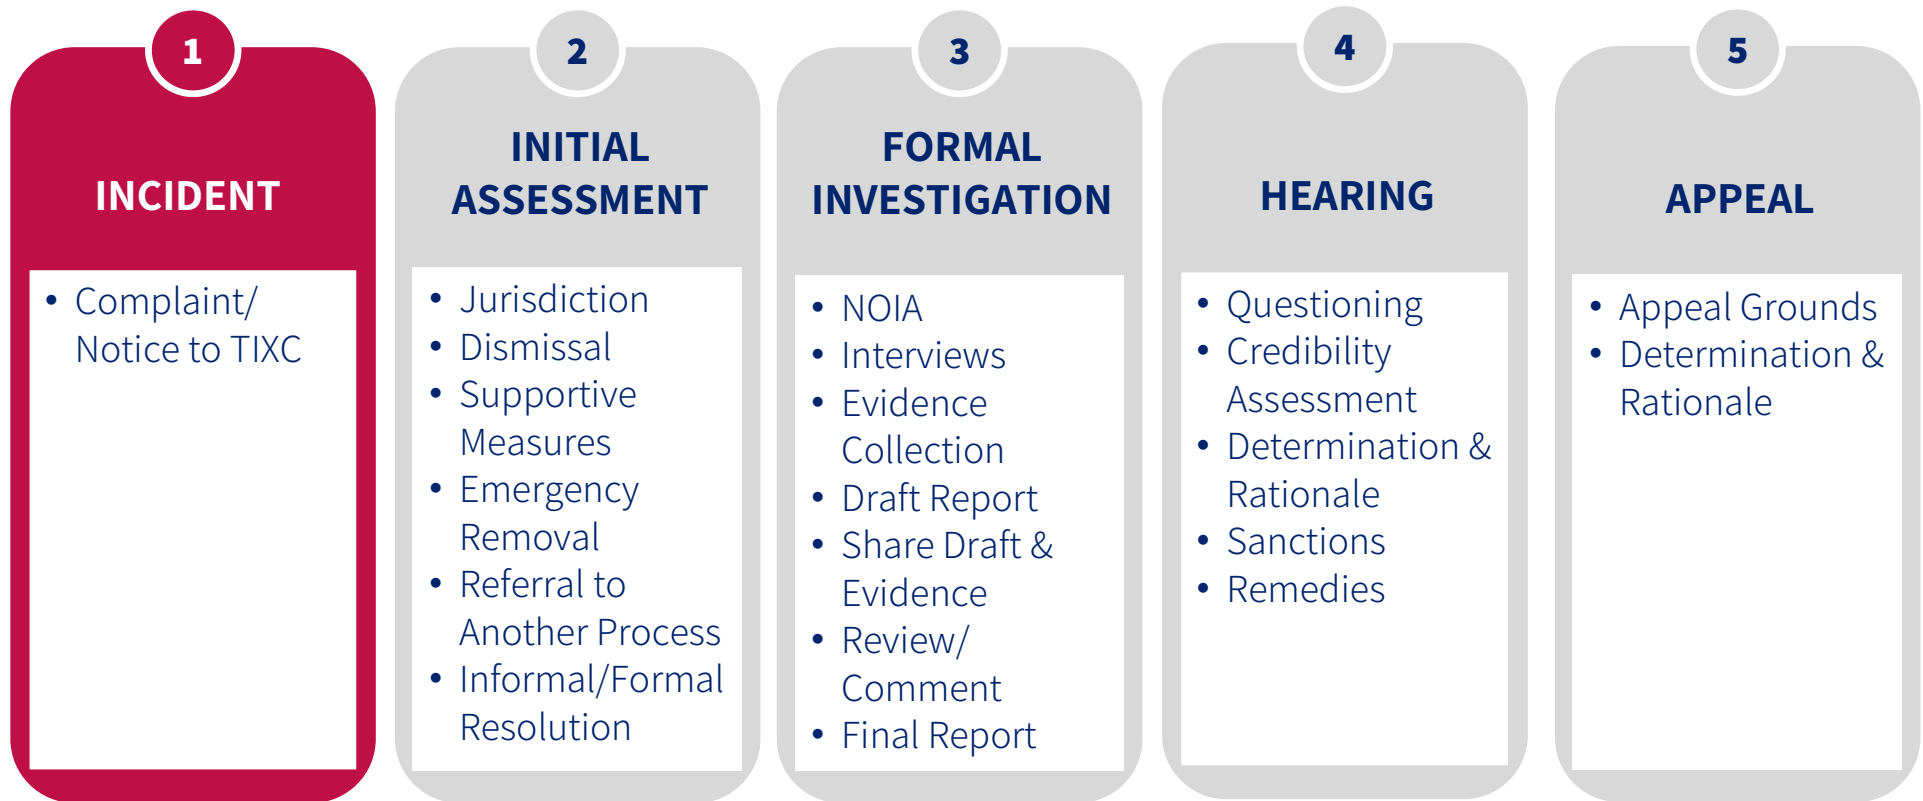 1
INCIDENT
• Complaint/
Notice to TIXC
2
INITIAL
ASSESSMENT
• Jurisdiction
• Dismissal
• Supportive
Measures
• Emergency
Removal
• Referral to
Another Process
• Informal/Formal
Resolution
3
FORMAL
INVESTIGATION
• NOIA
• Interviews
• Evidence
Collection
• Draft Report
• Share Draft &
Evidence
• Review/
Comment
• Final Report
4
HEARING
• Questioning
• Credibility
Assessment
• Determination &
Rationale
• Sanctions
• Remedies
5
APPEAL
• Appeal Grounds
• Determination &
Rationale